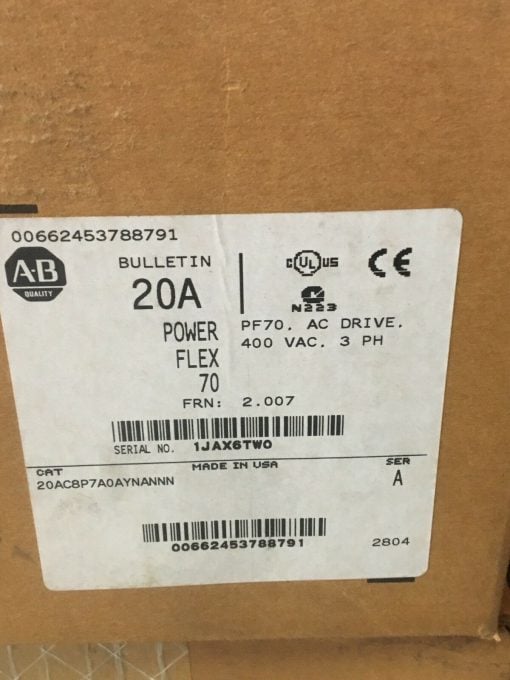 00662453788791
A-B
QUALITY
BULLETIN
20A
POWER
FLEX
70
FRN: 2.007
c UL US CE
N223
PF70, AC DRIVE,
400 VAC, 3 PH
SERIAL NO. 1JAX6TWO
MADE IN USA
CAT
20AC8P7A0AYNANNN
SER
A
00662453788791
2804